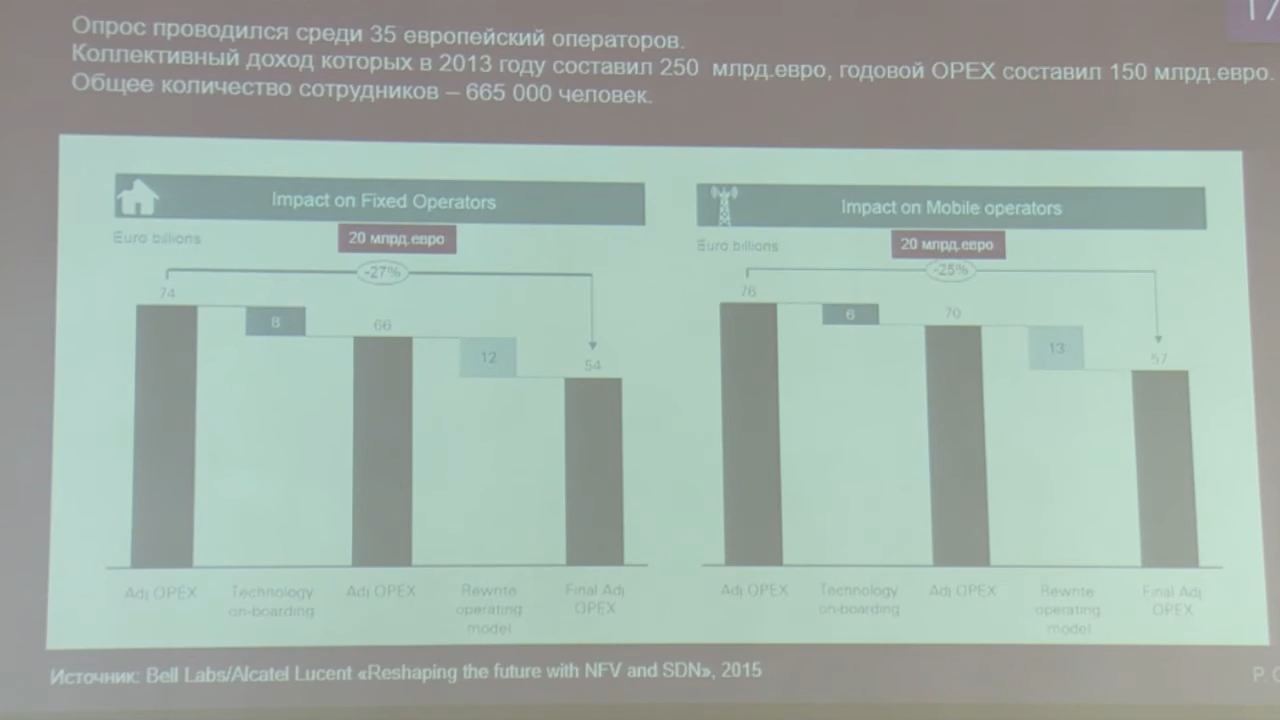 17
Опрос проводился среди 35 европейский операторов.
Коллективный доход которых в 2013 году составил 250 млрд.евро, годовой OPEX составил 150 млрд.евро.
Общее количество сотрудников – 665 000 человек.
Impact on Fixed Operators
Euro billions
20 млрд.евро
-27%
74
8
66
12
54
Adj OPEX
Technology
on-boarding
Adj OPEX
Rewrite
operating
model
Final Adj
OPEX
Impact on Mobile operators
Euro billions
20 млрд.евро
-25%
76
6
70
13
57
Adj OPEX
Technology
on-boarding
Adj OPEX
Rewrite
operating
model
Final Adj
OPEX
Источник: Bell Labs/Alcatel Lucent «Reshaping the future with NFV and SDN», 2015